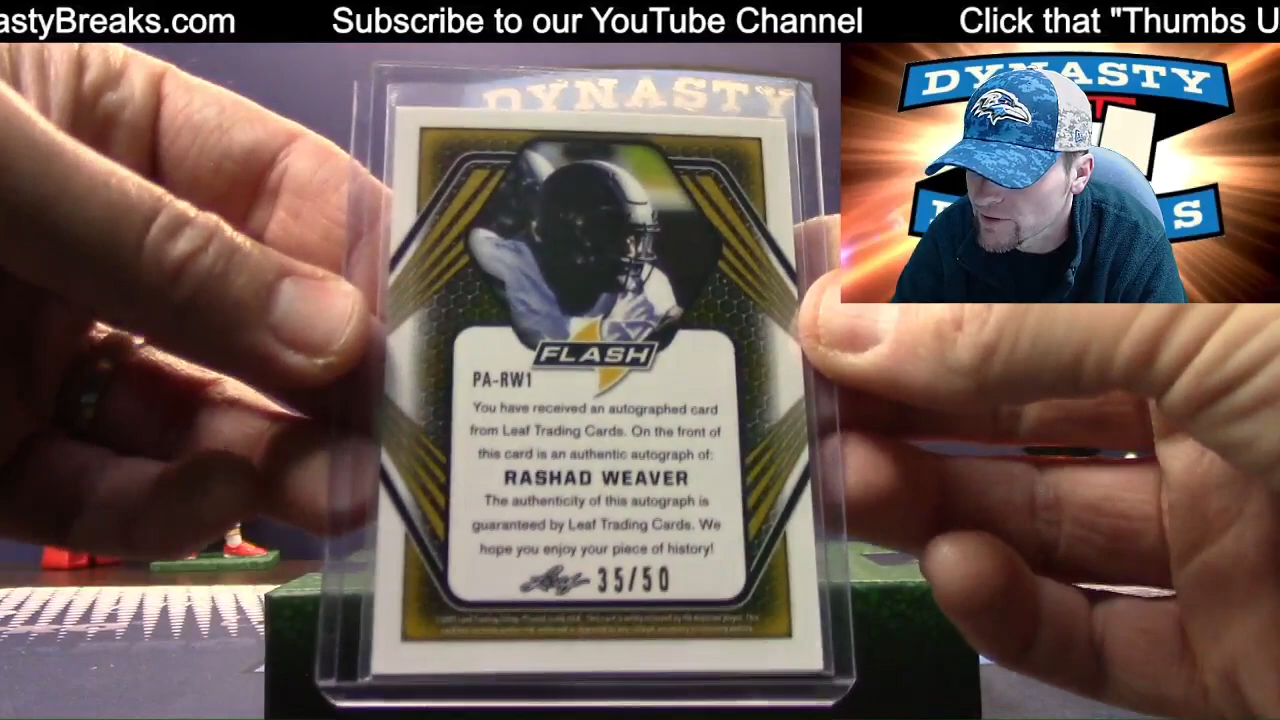 astyBreaks.com Subscribe to our YouTube Channel Click that "Thumbs U
DYNASTY
DYNASTY
S
FLASH
PA-RW1
You have received an autographed card
from Leaf Trading Cards. On the front of
this card is an authentic autograph of:
RASHAD WEAVER
The authenticity of this autograph is
guaranteed by Leaf Trading Cards. We
hope you enjoy your piece of history!
Leaf 35/50